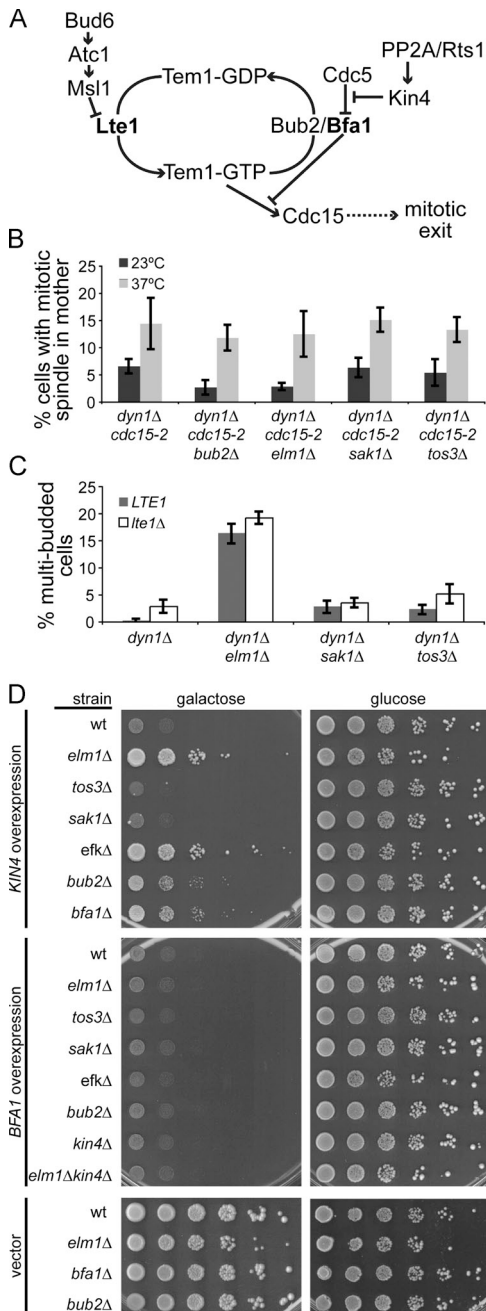 A
Bud6
Atc1
Msl1
Lte1
Tem1-GDP
Tem1-GTP
Cdc5
PP2A/Rts1
Kin4
Bub2/Bfa1
Cdc15
mitotic
exit
B
% cells with mitotic
spindle in mother
25
20
15
10
5
0
23ºC
37ºC
dyn1Δ
cdc15-2
dyn1Δ
cdc15-2
bub2Δ
dyn1Δ
cdc15-2
elm1Δ
dyn1Δ
cdc15-2
sak1Δ
dyn1Δ
cdc15-2
tos3Δ
C
% multi-budded
cells
25
20
15
10
5
0
LTE1
lte1Δ
dyn1Δ
dyn1Δ
elm1Δ
dyn1Δ
sak1Δ
dyn1Δ
tos3Δ
D
strain galactose glucose
KIN4 overexpression
wt
elm1Δ
tos3Δ
sak1Δ
efkΔ
bub2Δ
bfa1Δ
BFA1 overexpression
wt
elm1Δ
tos3Δ
sak1Δ
efkΔ
bub2Δ
kin4Δ
elm1Δkin4Δ
vector
wt
elm1Δ
bfa1Δ
bub2Δ